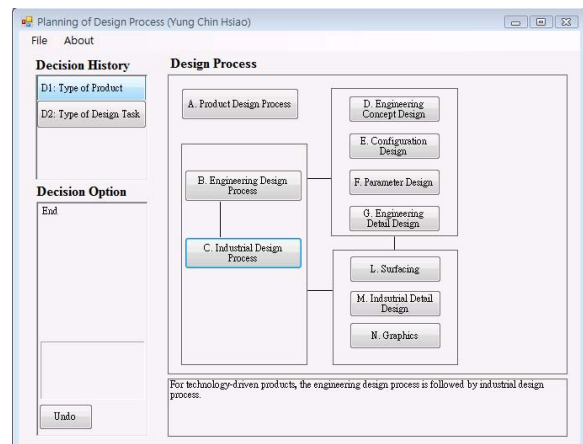 Planning of Design Process (Yung Chin Hsiao)
File About
Decision History
D1: Type of Product
D2: Type of Design Task
Decision Option
End
Undo
Design Process
A. Product Design Process
B. Engineering Design
Process
C. Industrial Design
Process
D. Engineering
Concept Design
E. Configuration
Design
F. Parameter Design
G. Engineering
Detail Design
L. Surfacing
M. Indsutrial Detail
Design
N. Graphics
For technology-driven products, the engineering design process is followed by industrial design
process.